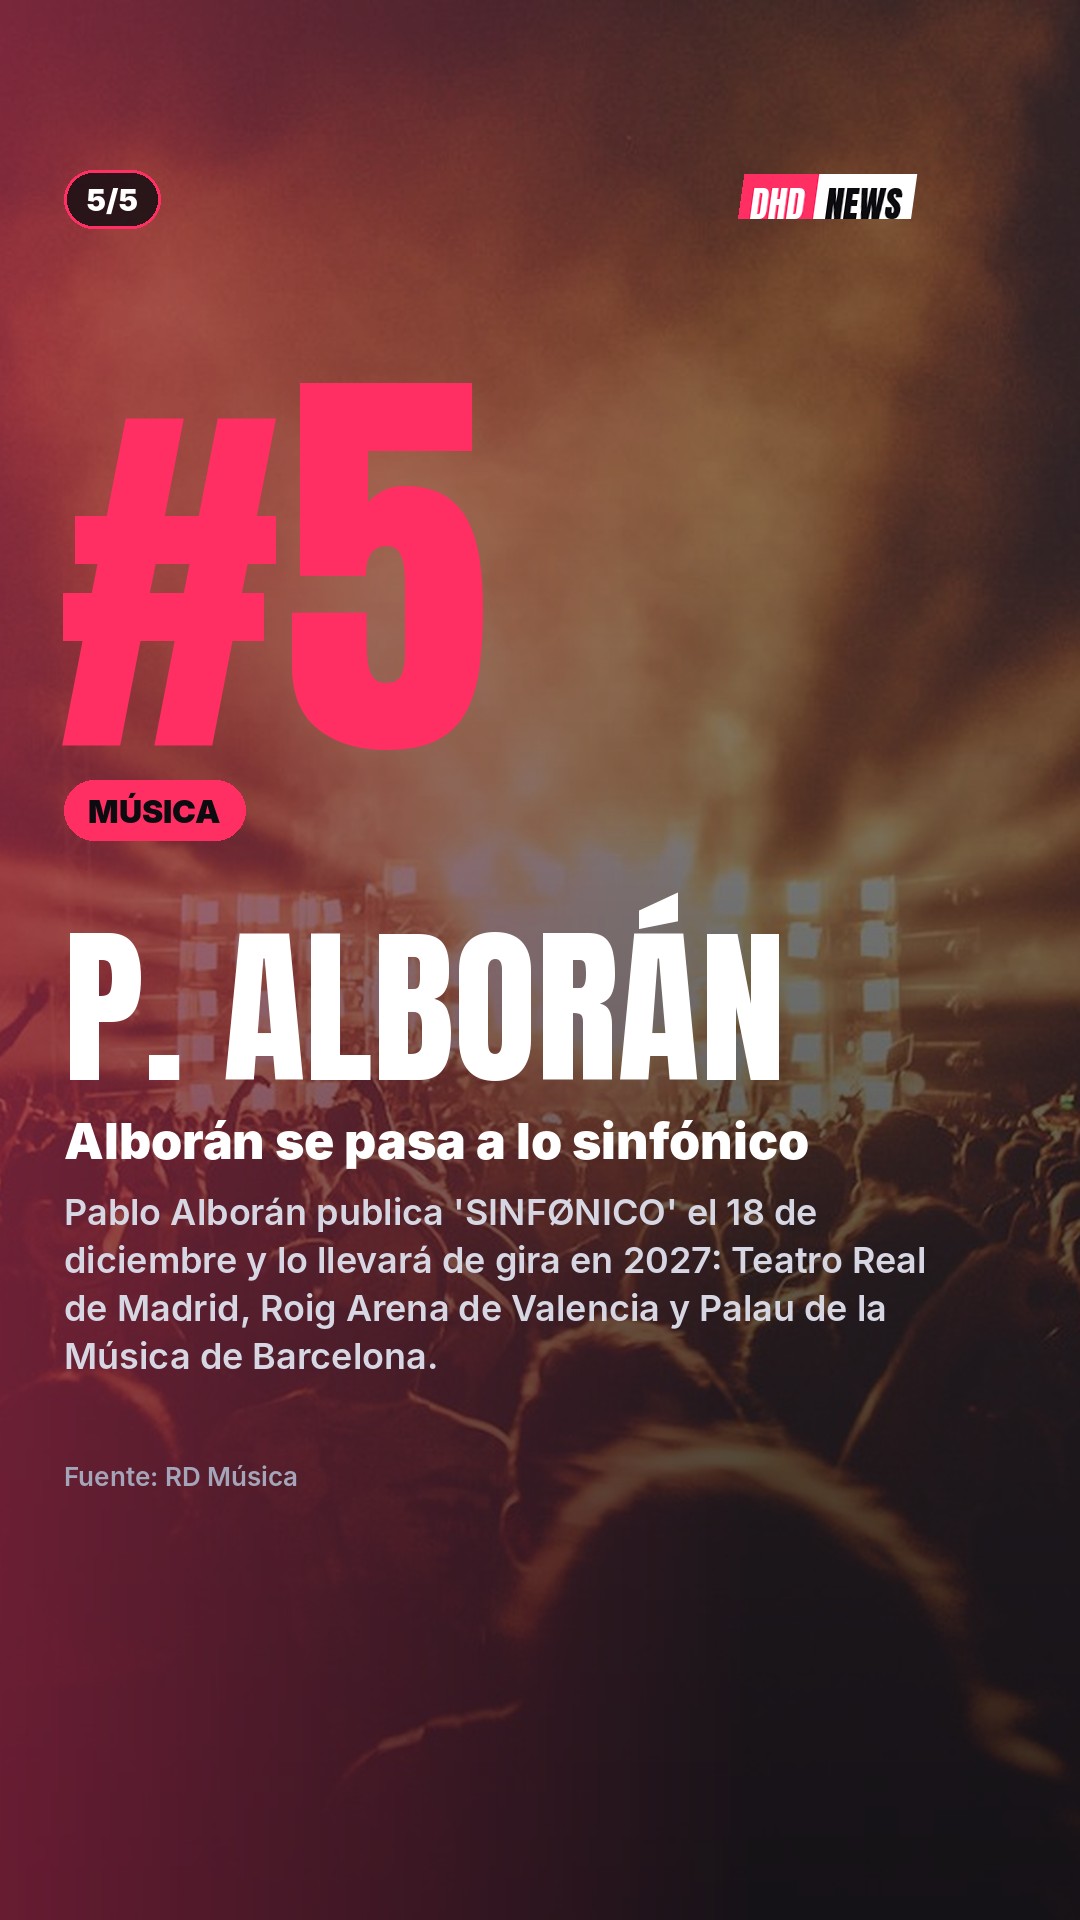 5/5
DHD NEWS
#5
MÚSICA
P. ALBORÁN
Alborán se pasa a lo sinfónico
Pablo Alborán publica 'SINFØNICO' el 18 de
diciembre y lo llevará de gira en 2027: Teatro Real
de Madrid, Roig Arena de Valencia y Palau de la
Música de Barcelona.
Fuente: RD Música